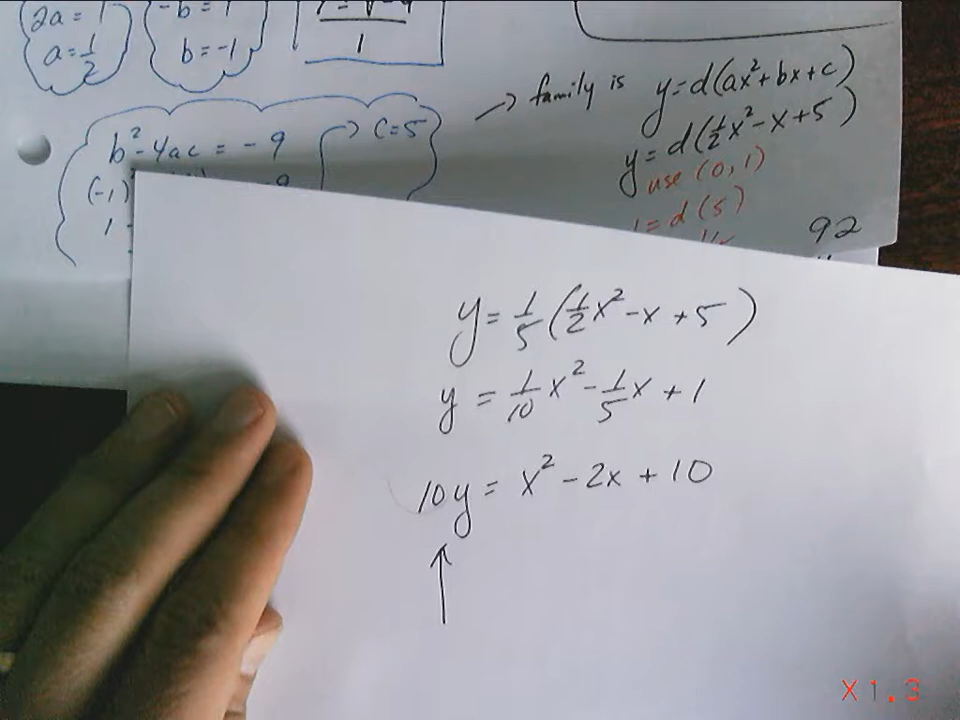 2a = 1
a = 1/2
-b = 1
b = -1
1
b² - 4ac = -9
(-1)
1
c = 5
→ family is y = d(ax² + bx + c)
y = d(1/2x² - x + 5)
use (0, 1)
1 = d(5)
92
y = 1/5(1/2x² - x + 5)
y = 1/10x² - 1/5x + 1
10y = x² - 2x + 10
↑
X1.3